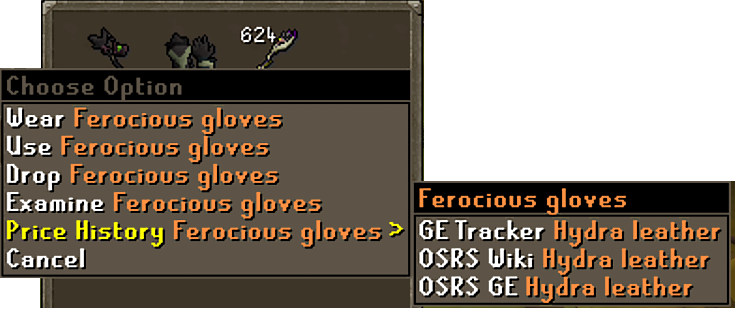 624
Choose Option
Wear Ferocious gloves
Use Ferocious gloves
Drop Ferocious gloves
Examine Ferocious gloves
Price History Ferocious gloves >
Cancel
Ferocious gloves
GE Tracker Hydra leather
OSRS Wiki Hydra leather
OSRS GE Hydra leather